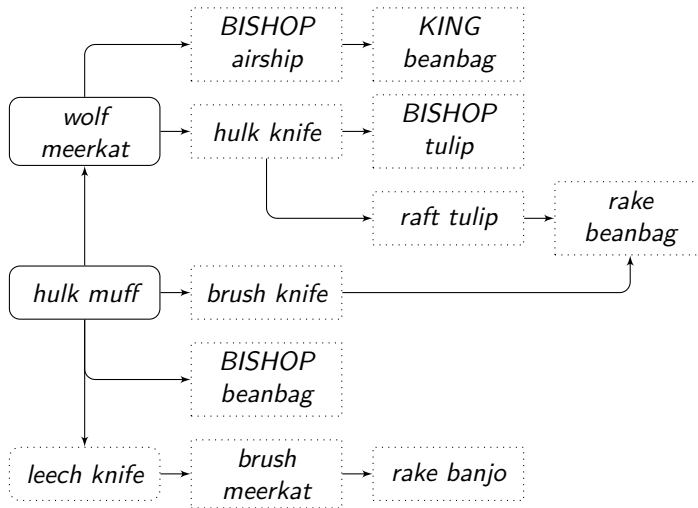 BISHOP
airship
KING
beanbag
wolf
meerkat
hulk knife
BISHOP
tulip
raft tulip
rake
beanbag
hulk muff
brush knife
BISHOP
beanbag
leech knife
brush
meerkat
rake banjo